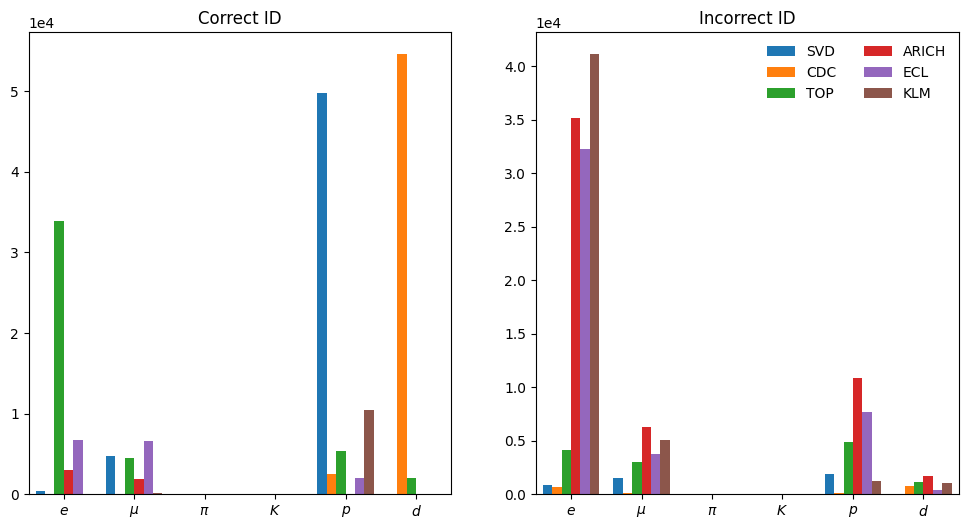 Correct ID
1e4
5
4
3
2
1
0
e μ π K p d
Incorrect ID
1e4
SVD ARICH
CDC ECL
TOP KLM
4.0
3.5
3.0
2.5
2.0
1.5
1.0
0.5
0.0
e μ π K p d